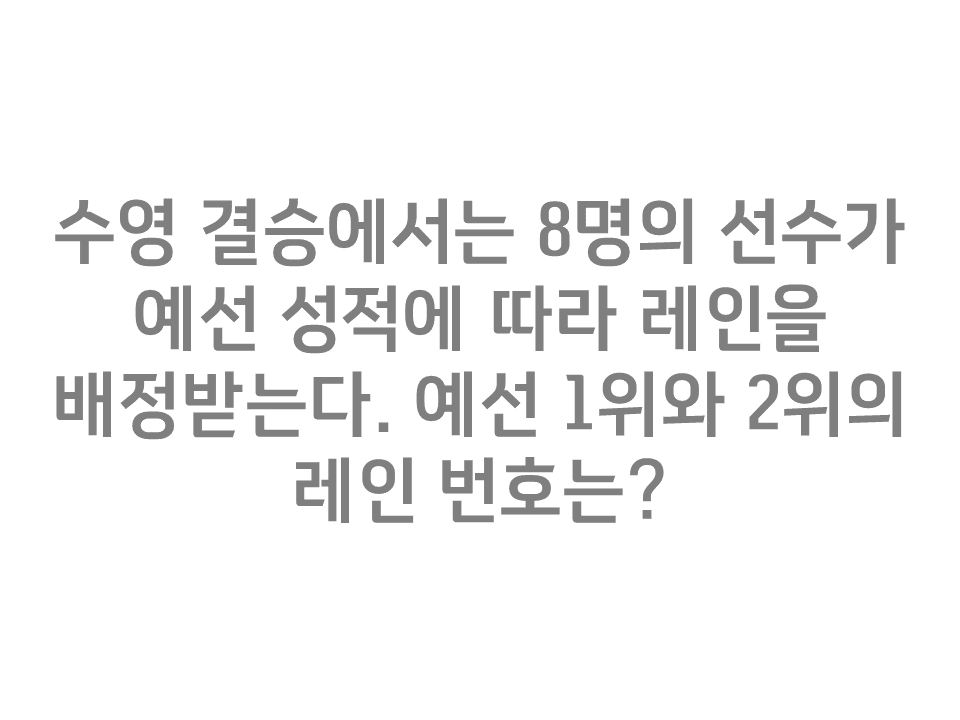 수영 결승에서는 8명의 선수가
예선 성적에 따라 레인을
배정받는다. 예선 1위와 2위의
레인 번호는?